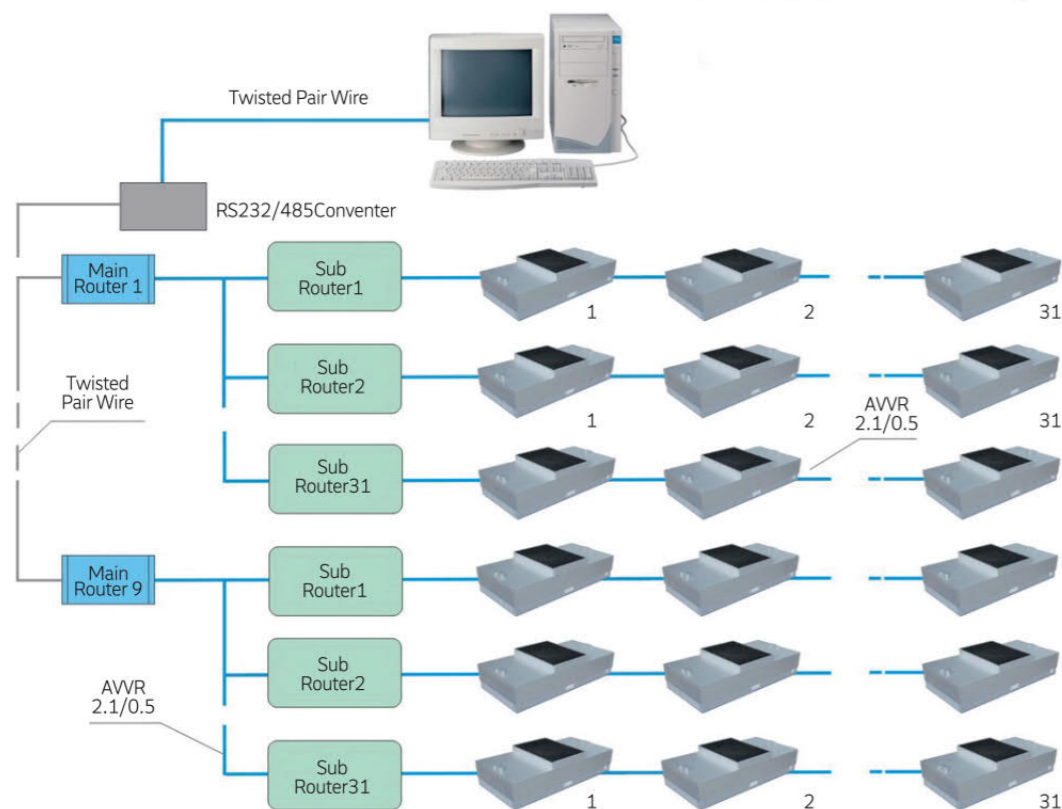 Twisted Pair Wire
RS232/485Conventer
Main
Router 1
Sub
Router1
1
2
31
Sub
Router2
1
2
31
Twisted
Pair Wire
AVVR
2.1/0.5
Sub
Router31
Main
Router 9
Sub
Router1
Sub
Router2
AVVR
2.1/0.5
Sub
Router31
1
2
31